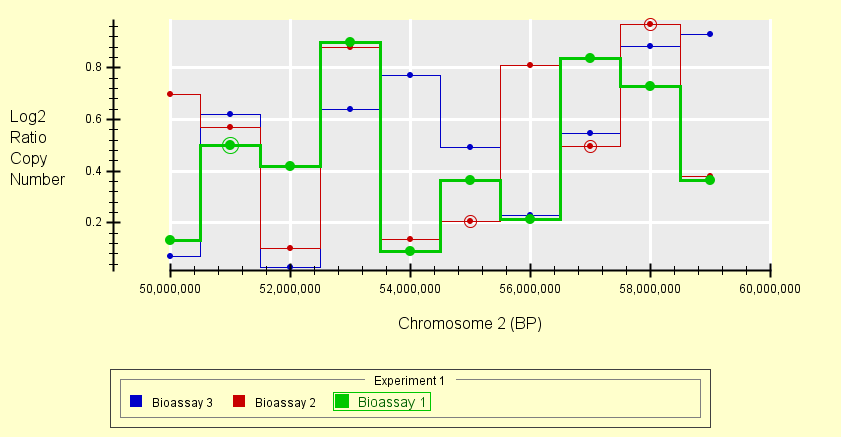 0.8
0.6
0.4
0.2
Log2
Ratio
Copy
Number
50,000,000 52,000,000 54,000,000 56,000,000 58,000,000 60,000,000
Chromosome 2 (BP)
Experiment 1
Bioassay 3 Bioassay 2 Bioassay 1